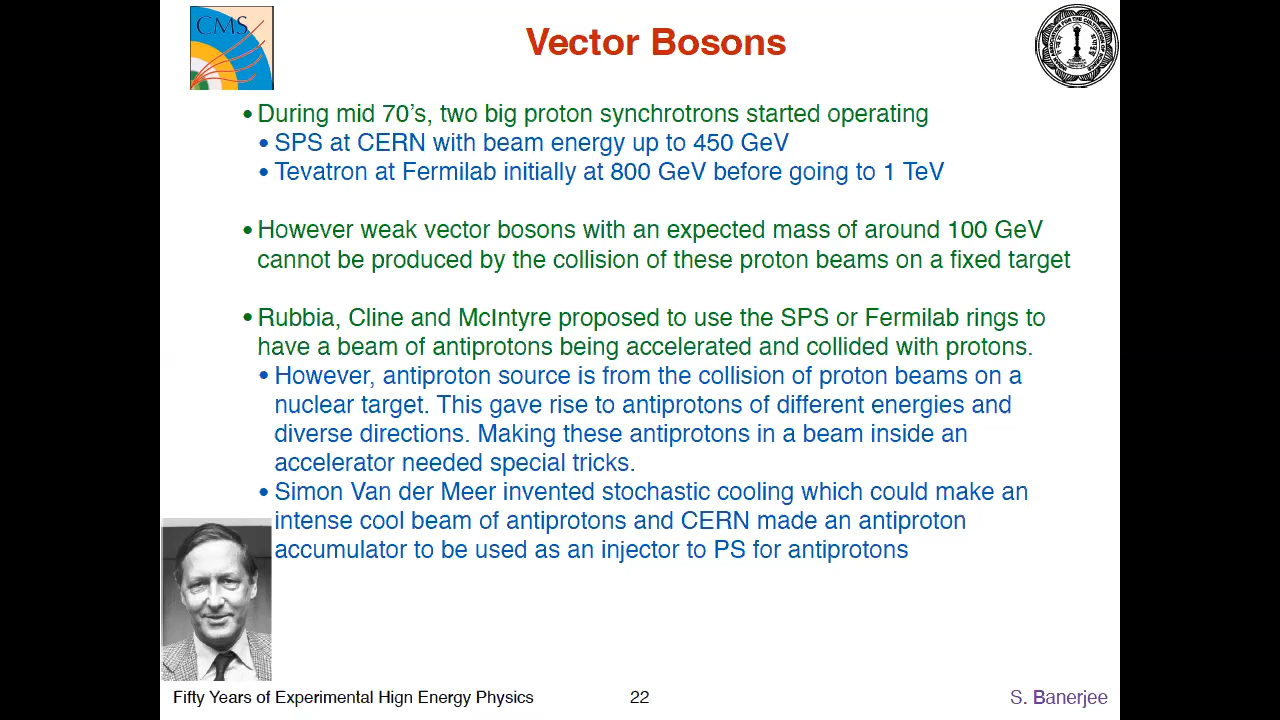 CMS
Vector Bosons
• During mid 70's, two big proton synchrotrons started operating
• SPS at CERN with beam energy up to 450 GeV
• Tevatron at Fermilab initially at 800 GeV before going to 1 TeV
• However weak vector bosons with an expected mass of around 100 GeV
cannot be produced by the collision of these proton beams on a fixed target
• Rubbia, Cline and McIntyre proposed to use the SPS or Fermilab rings to
have a beam of antiprotons being accelerated and collided with protons.
• However, antiproton source is from the collision of proton beams on a
nuclear target. This gave rise to antiprotons of different energies and
diverse directions. Making these antiprotons in a beam inside an
accelerator needed special tricks.
• Simon Van der Meer invented stochastic cooling which could make an
intense cool beam of antiprotons and CERN made an antiproton
accumulator to be used as an injector to PS for antiprotons
Fifty Years of Experimental Hign Energy Physics
22
S. Banerjee